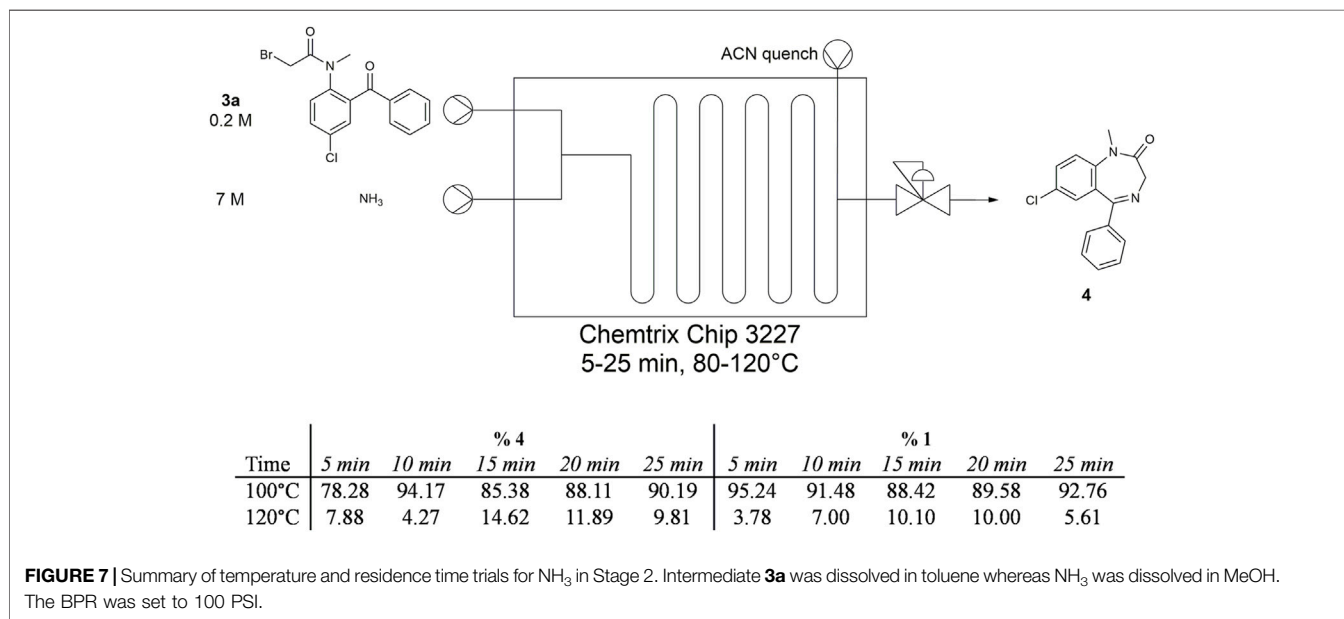 Br
O
N
O
Cl
3a
0.2 M
7 M
NH₃
ACN quench
N
O
N
Cl
4
Chemtrix Chip 3227
5-25 min, 80-120°C
% 4 % 1
Time 5 min 10 min 15 min 20 min 25 min 5 min 10 min 15 min 20 min 25 min
100°C 78.28 94.17 85.38 88.11 90.19 95.24 91.48 88.42 89.58 92.76
120°C 7.88 4.27 14.62 11.89 9.81 3.78 7.00 10.10 10.00 5.61
FIGURE 7 | Summary of temperature and residence time trials for NH₃ in Stage 2. Intermediate 3a was dissolved in toluene whereas NH₃ was dissolved in MeOH.
The BPR was set to 100 PSI.